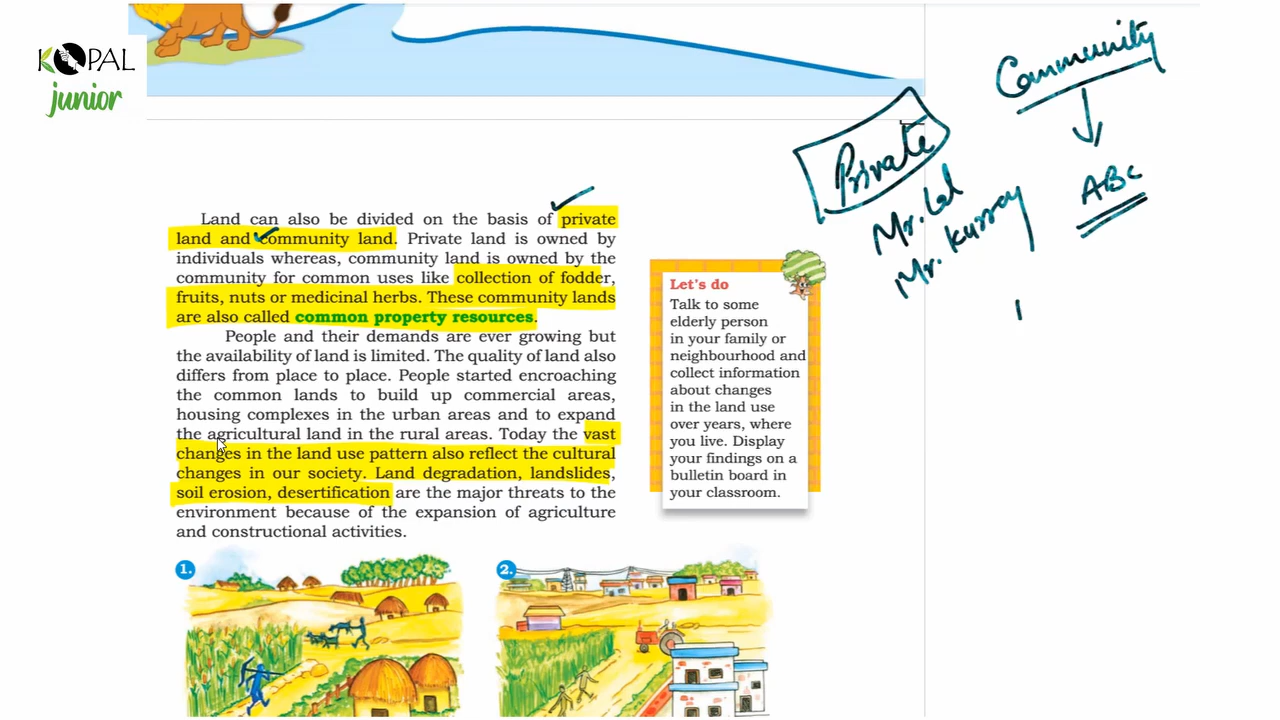 KOPAL
junior
Community
Private
ABC
Mr. Lal
Mr. Kurray
Land can also be divided on the basis of private
land and community land. Private land is owned by
individuals whereas, community land is owned by the
community for common uses like collection of fodder,
fruits, nuts or medicinal herbs. These community lands
are also called common property resources.
People and their demands are ever growing but
the availability of land is limited. The quality of land also
differs from place to place. People started encroaching
the common lands to build up commercial areas,
housing complexes in the urban areas and to expand
the agricultural land in the rural areas. Today the vast
changes in the land use pattern also reflect the cultural
changes in our society. Land degradation, landslides,
soil erosion, desertification are the major threats to the
environment because of the expansion of agriculture
and constructional activities.
Let's do
Talk to some
elderly person
in your family or
neighbourhood and
collect information
about changes
in the land use
over years, where
you live. Display
your findings on a
bulletin board in
your classroom.
1.
2.